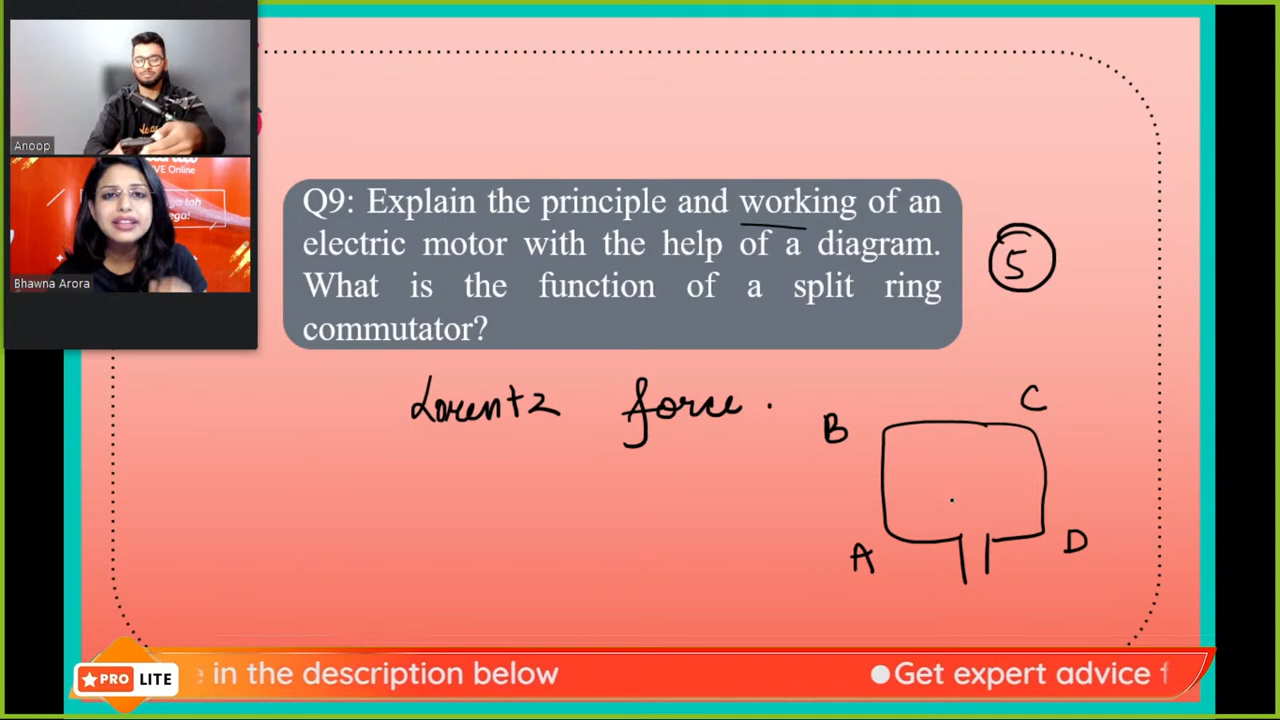 Anoop
VE Online
Bhawna Arora
Q9: Explain the principle and working of an
electric motor with the help of a diagram.
What is the function of a split ring
commutator?
5
Lorentz force.
B
C
A
D
PRO LITE
in the description below
Get expert advice f